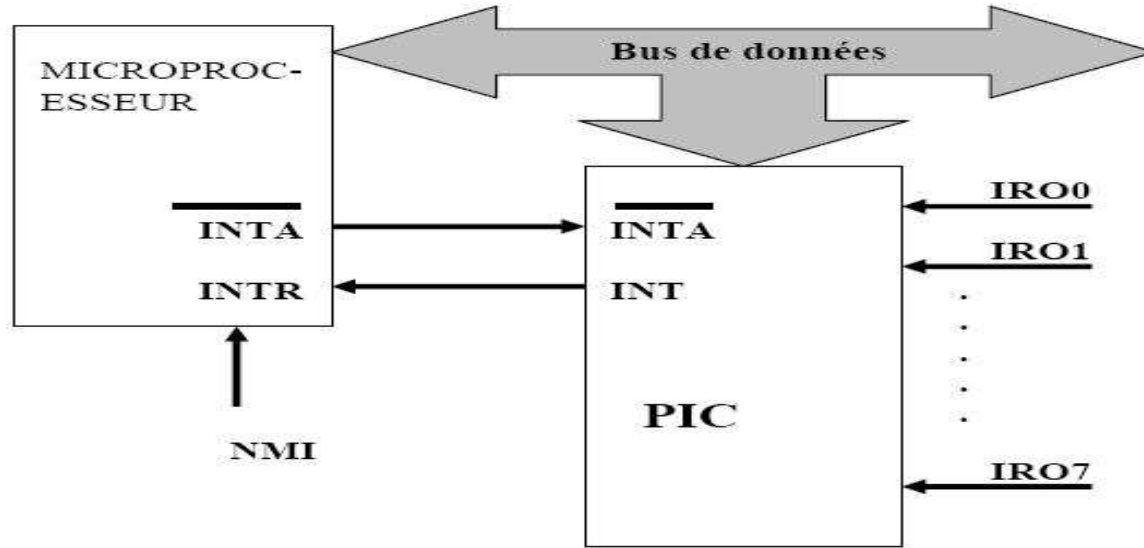 Bus de données
MICROPROC-
ESSEUR
INTA
INTR
NMI
INTA
INT
PIC
IRO0
IRO1
IRO7